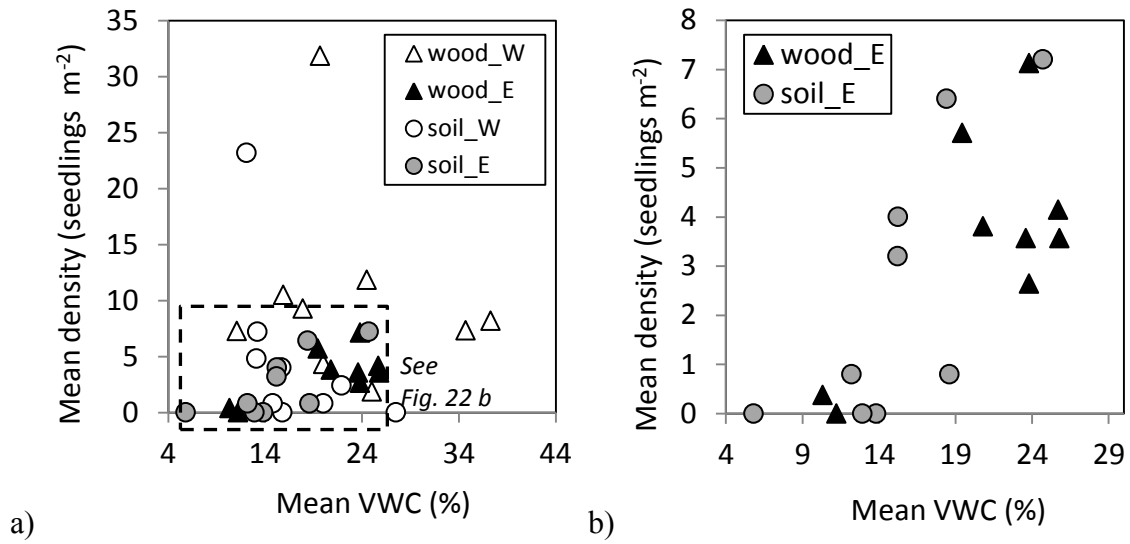 35
30
25
20
15
10
5
0
Mean density (seedlings m-2)
wood_W
wood_E
soil_W
soil_E
See
Fig. 22 b
4 14 24 34 44
Mean VWC (%)
a)
8
7
6
5
4
3
2
1
0
Mean density (seedlings m-2)
wood_E
soil_E
4 9 14 19 24 29
Mean VWC (%)
b)